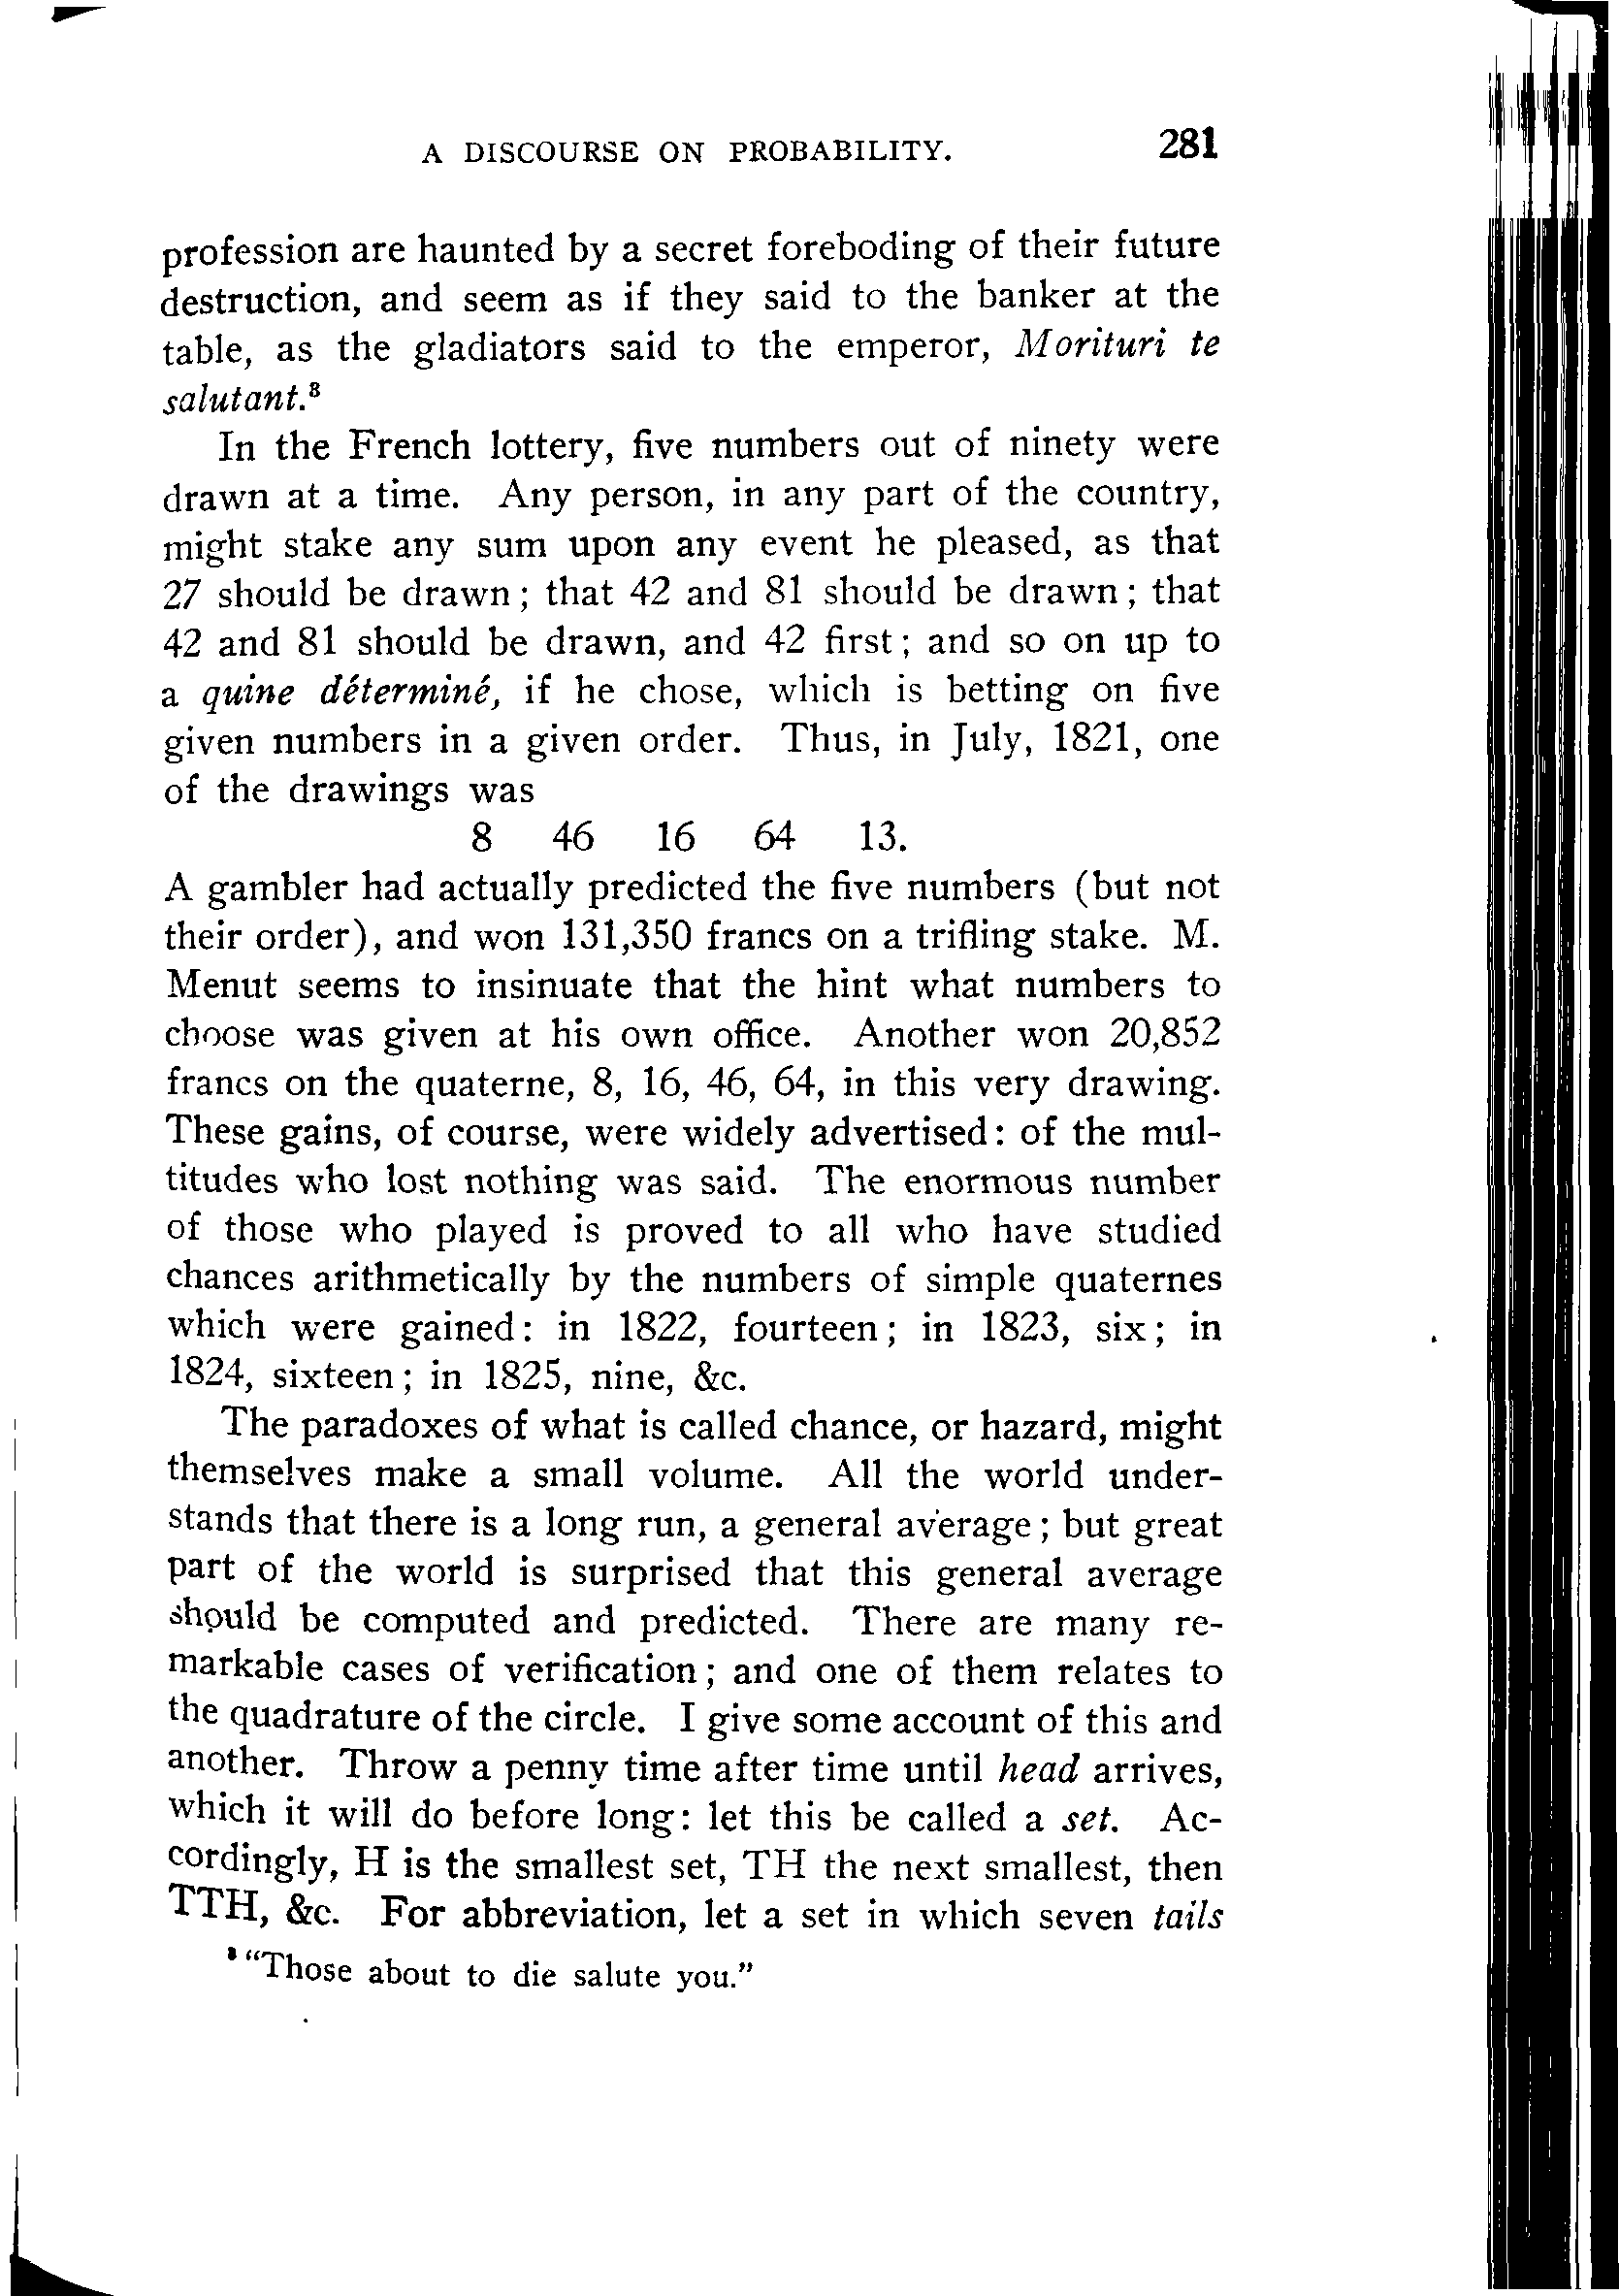 A DISCOURSE ON PROBABILITY. 281
profession are haunted by a secret foreboding of their future
destruction, and seem as if they said to the banker at the
table, as the gladiators said to the emperor, Morituri te
salutant.³
In the French lottery, five numbers out of ninety were
drawn at a time. Any person, in any part of the country,
might stake any sum upon any event he pleased, as that
27 should be drawn; that 42 and 81 should be drawn; that
42 and 81 should be drawn, and 42 first; and so on up to
a quine déterminé, if he chose, which is betting on five
given numbers in a given order. Thus, in July, 1821, one
of the drawings was
8 46 16 64 13.
A gambler had actually predicted the five numbers (but not
their order), and won 131,350 francs on a trifling stake. M.
Menut seems to insinuate that the hint what numbers to
choose was given at his own office. Another won 20,852
francs on the quaterne, 8, 16, 46, 64, in this very drawing.
These gains, of course, were widely advertised: of the mul-
titudes who lost nothing was said. The enormous number
of those who played is proved to all who have studied
chances arithmetically by the numbers of simple quaternes
which were gained: in 1822, fourteen; in 1823, six; in
1824, sixteen; in 1825, nine, &c.
The paradoxes of what is called chance, or hazard, might
themselves make a small volume. All the world under-
stands that there is a long run, a general average; but great
part of the world is surprised that this general average
should be computed and predicted. There are many re-
markable cases of verification; and one of them relates to
the quadrature of the circle. I give some account of this and
another. Throw a penny time after time until head arrives,
which it will do before long: let this be called a set. Ac-
cordingly, H is the smallest set, TH the next smallest, then
TTH, &c. For abbreviation, let a set in which seven tails
³ "Those about to die salute you."